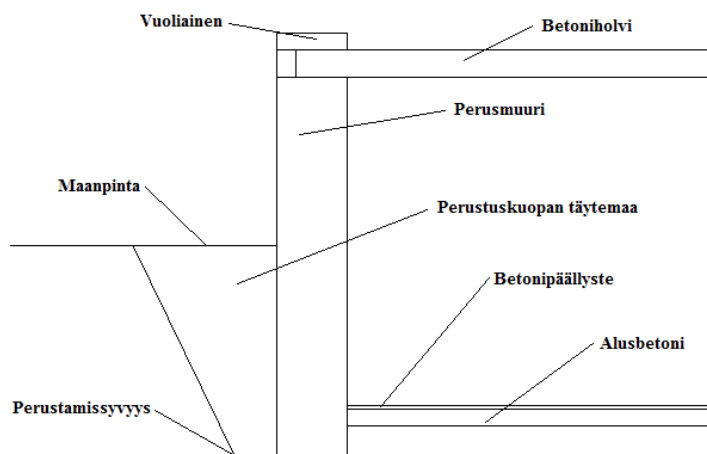 Vuoliainen
Betoniholvi
Perusmuuri
Maanpinta
Perustuskuopan täytemaa
Betonipäällyste
Alusbetoni
Perustamissyvyys